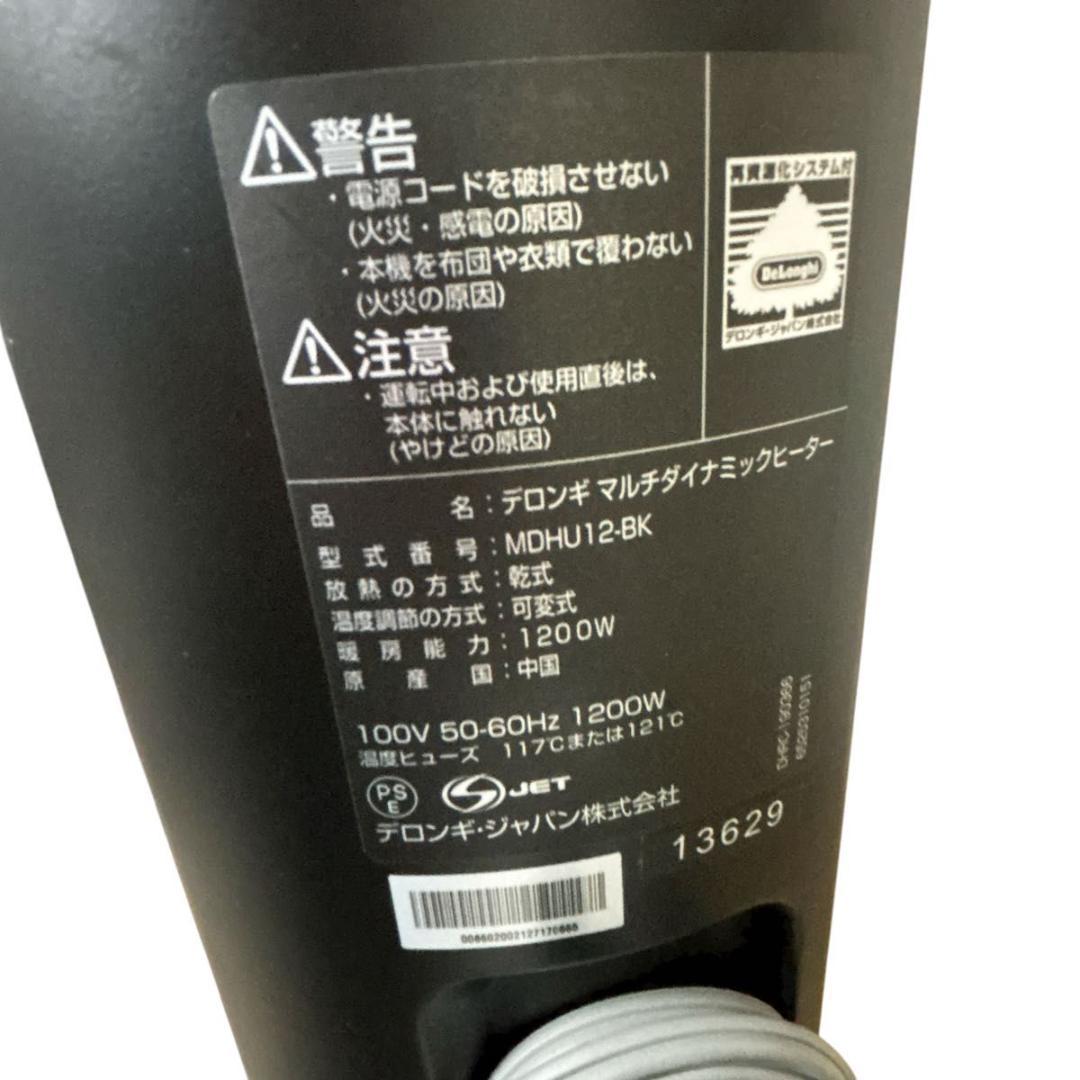 警告
・電源コードを破損させない
(火災・感電の原因)
・本機を布団や衣類で覆わない
(火災の原因)
注意
・運転中および使用直後は、
本体に触れない
(やけどの原因)
再資源化システム付
DeLonghi
デロンギ・ジャパン株式会社
品名：デロンギ マルチダイナミックヒーター
型式番号：MDHU12-BK
放熱の方式：乾式
温度調節の方式：可変式
暖房能力：1200W
原産国：中国
100V 50-60Hz 1200W
温度ヒューズ 117℃または121℃
PS
E
JET
デロンギ・ジャパン株式会社
13629